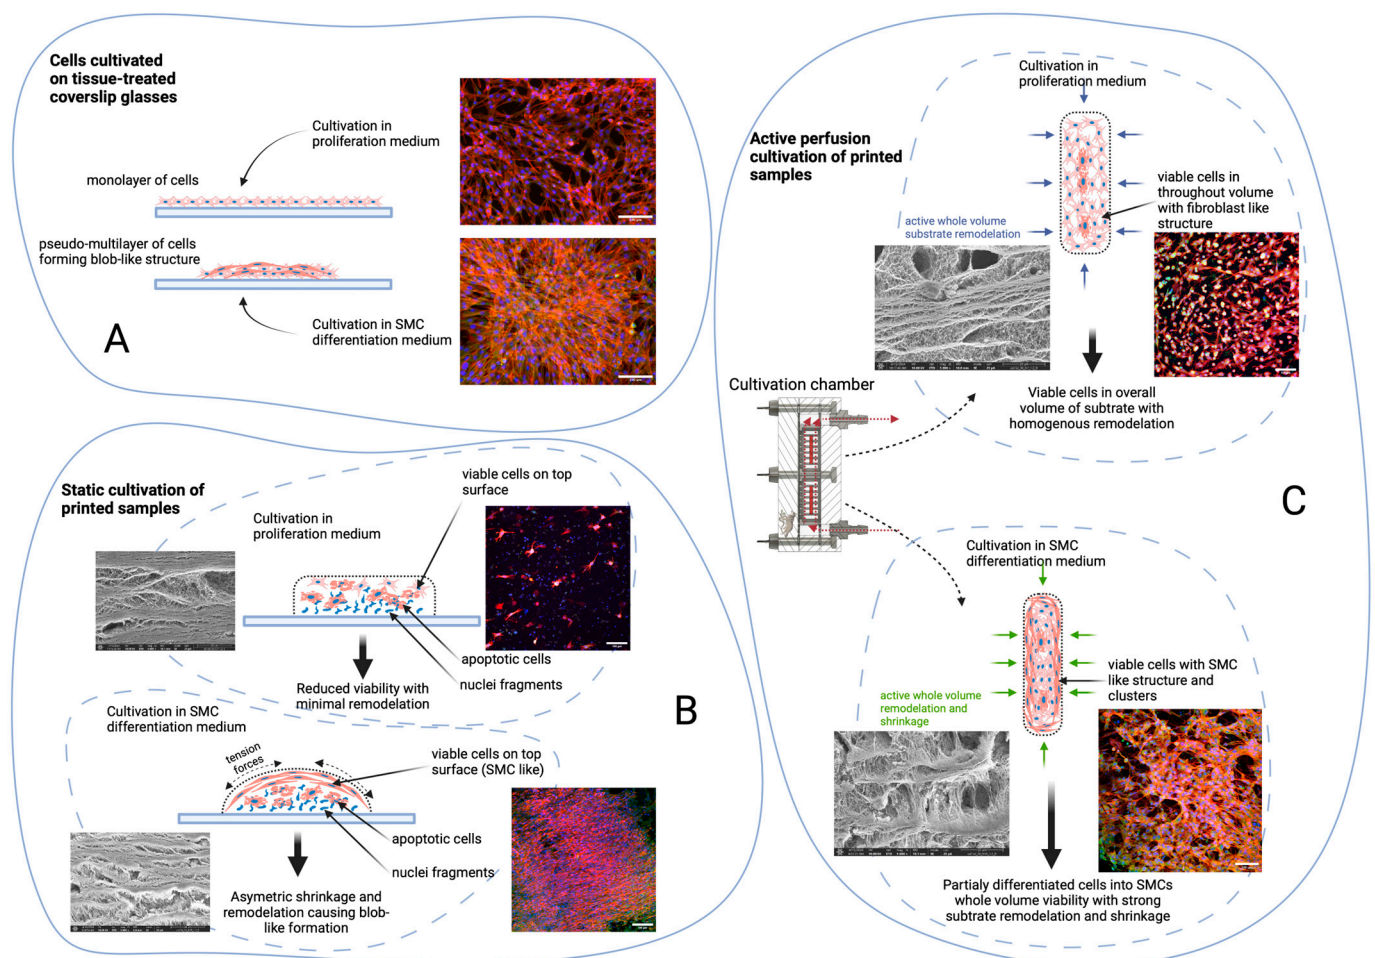 Cells cultivated
on tissue-treated
coverslip glasses
Cultivation in
proliferation medium
monolayer of cells
pseudo-multilayer of cells
forming blob-like structure
Cultivation in SMC
differentiation medium
A
Static cultivation of
printed samples
viable cells on top
surface
Cultivation in
proliferation medium
apoptotic cells
nuclei fragments
Reduced viability with
minimal remodelation
B
Cultivation in SMC
differentiation medium
tension
forces
viable cells on top
surface (SMC like)
apoptotic cells
nuclei fragments
Asymetric shrinkage and
remodelation causing blob-
like formation
Active perfusion
cultivation of printed
samples
Cultivation in
proliferation medium
viable cells in
throughout volume
with fibroblast like
structure
active whole volume
substrate remodelation
Viable cells in overall
volume of subtrate with
homogenous remodelation
Cultivation chamber
C
Cultivation in SMC
differentiation medium
viable cells with SMC
like structure and
clusters
active whole volume
remodelation and
shrinkage
Partialy differentiated cells into SMCs
whole volume viability with strong
subtrate remodelation and shrinkage